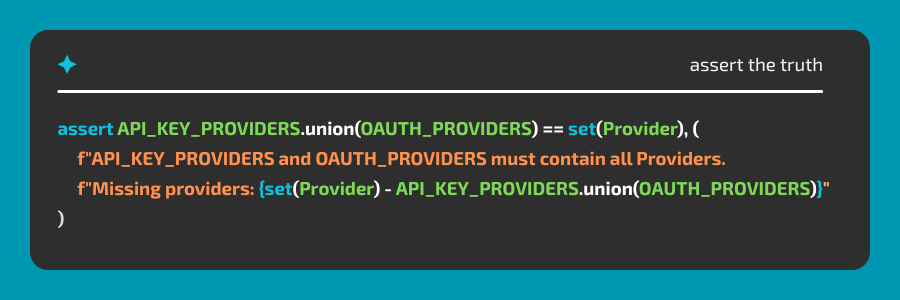 assert the truth
assert API_KEY_PROVIDERS.union(OAUTH_PROVIDERS) == set(Provider), (
f"API_KEY_PROVIDERS and OAUTH_PROVIDERS must contain all Providers.
f"Missing providers: {set(Provider) - API_KEY_PROVIDERS.union(OAUTH_PROVIDERS)}"
)